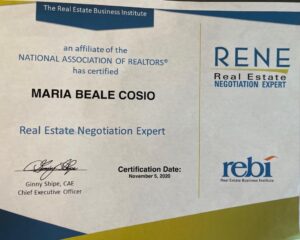 The Real Estate Business Institute
an affiliate of the
NATIONAL ASSOCIATION OF REALTORS®
has certified
MARIA BEALE COSIO
Real Estate Negotiation Expert
Ginny Shipe, CAE
Chief Executive Officer
Certification Date:
November 5, 2020
RENE
Real Estate
NEGOTIATION EXPERT
rebi
Real Estate Business Institute